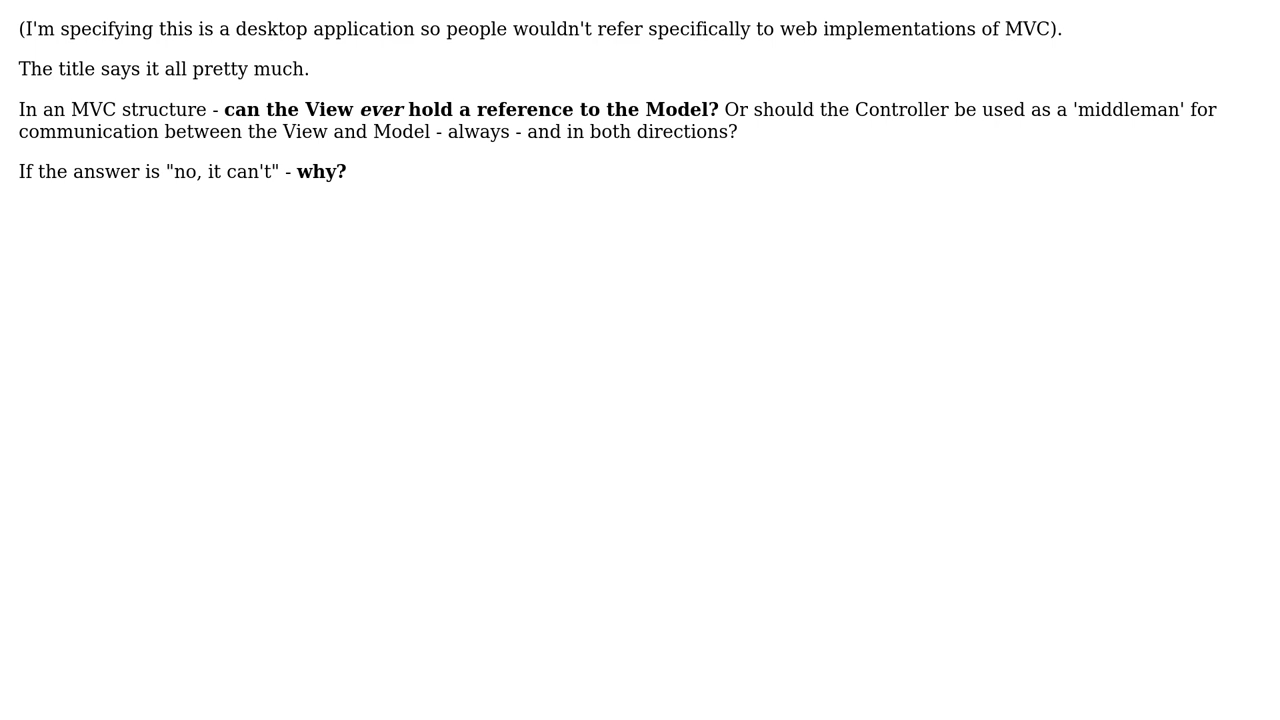 (I'm specifying this is a desktop application so people wouldn't refer specifically to web implementations of MVC).
The title says it all pretty much.
In an MVC structure - can the View ever hold a reference to the Model? Or should the Controller be used as a 'middleman' for
communication between the View and Model - always - and in both directions?
If the answer is "no, it can't" - why?